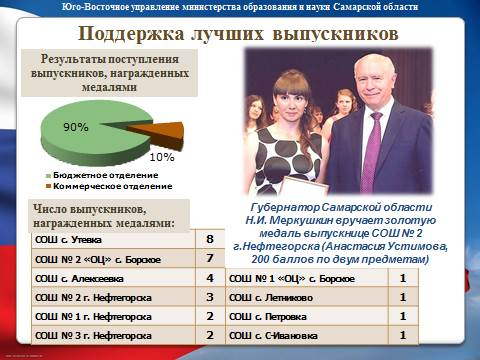 Юго-Восточное управление министерства образования и науки Самарской области
Поддержка лучших выпускников
Результаты поступления
выпускников, награжденных
медалями
90%
10%
Бюджетное отделение
Коммерческое отделение
Губернатор Самарской области
Н.И. Меркушкин вручает золотую
медаль выпускнице СОШ № 2
г.Нефтегорска (Анастасия Устимова,
200 баллов по двум предметам)
Число выпускников,
награжденных медалями:
СОШ с. Утевка 8
СОШ № 2 «ОЦ» с. Борское 7
СОШ с. Алексеевка 4 СОШ № 1 «ОЦ» с. Борское 1
СОШ № 2 г. Нефтегорска 3 СОШ с. Летниково 1
СОШ № 1 г. Нефтегорска 2 СОШ с. Петровка 1
СОШ № 3 г. Нефтегорска 2 СОШ с. С-Ивановка 1